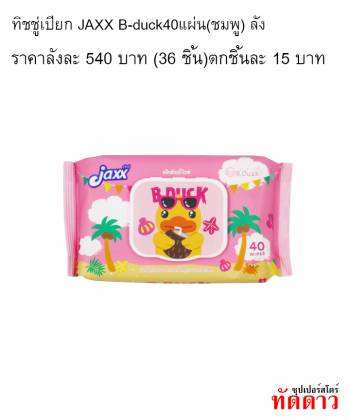 ทิชชู่เปียก JAXX B-duck40แผ่น(ชมพู) ลัง
ราคาลังละ 540 บาท (36 ชิ้น)ตกชิ้นละ 15 บาท
jaxx
B.Duck
B.DUCK
40
WIPES
B.DUCK
ซุปเปอร์สโตร์
ทัดดาว